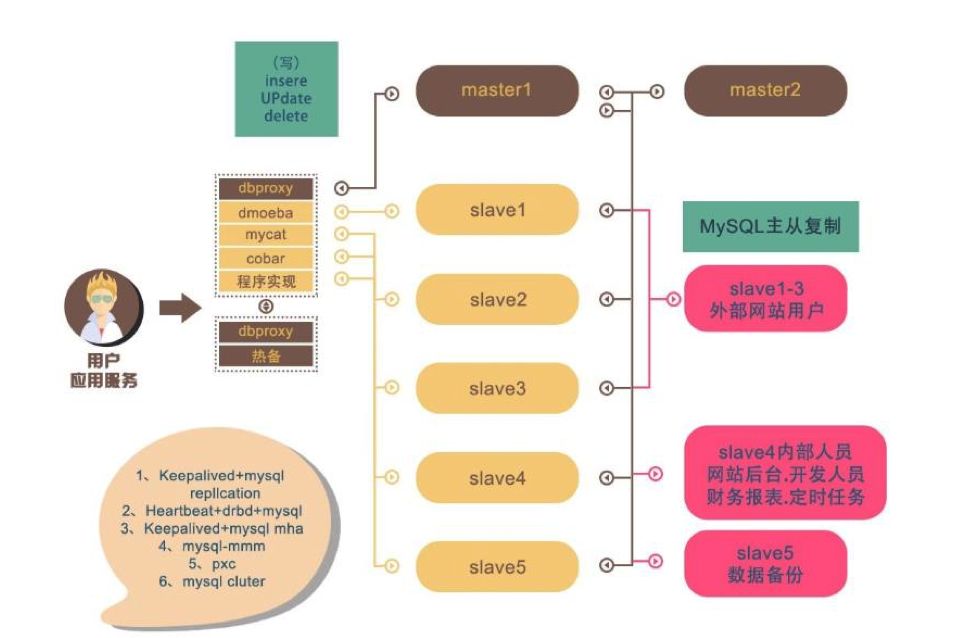 （写）
insere
UPdate
delete
master1
master2
dbproxy
dmoeba
mycat
cobar
程序实现
dbproxy
热备
用户
应用服务
slave1
slave2
slave3
slave4
slave5
MySQL主从复制
slave1-3
外部网站用户
slave4内部人员
网站后台.开发人员
财务报表.定时任务
slave5
数据备份
1、Keepalived+mysql
repllcation
2、Heartbeat+drbd+mysql
3、Keepalived+mysql mha
4、mysql-mmm
5、pxc
6、mysql cluter